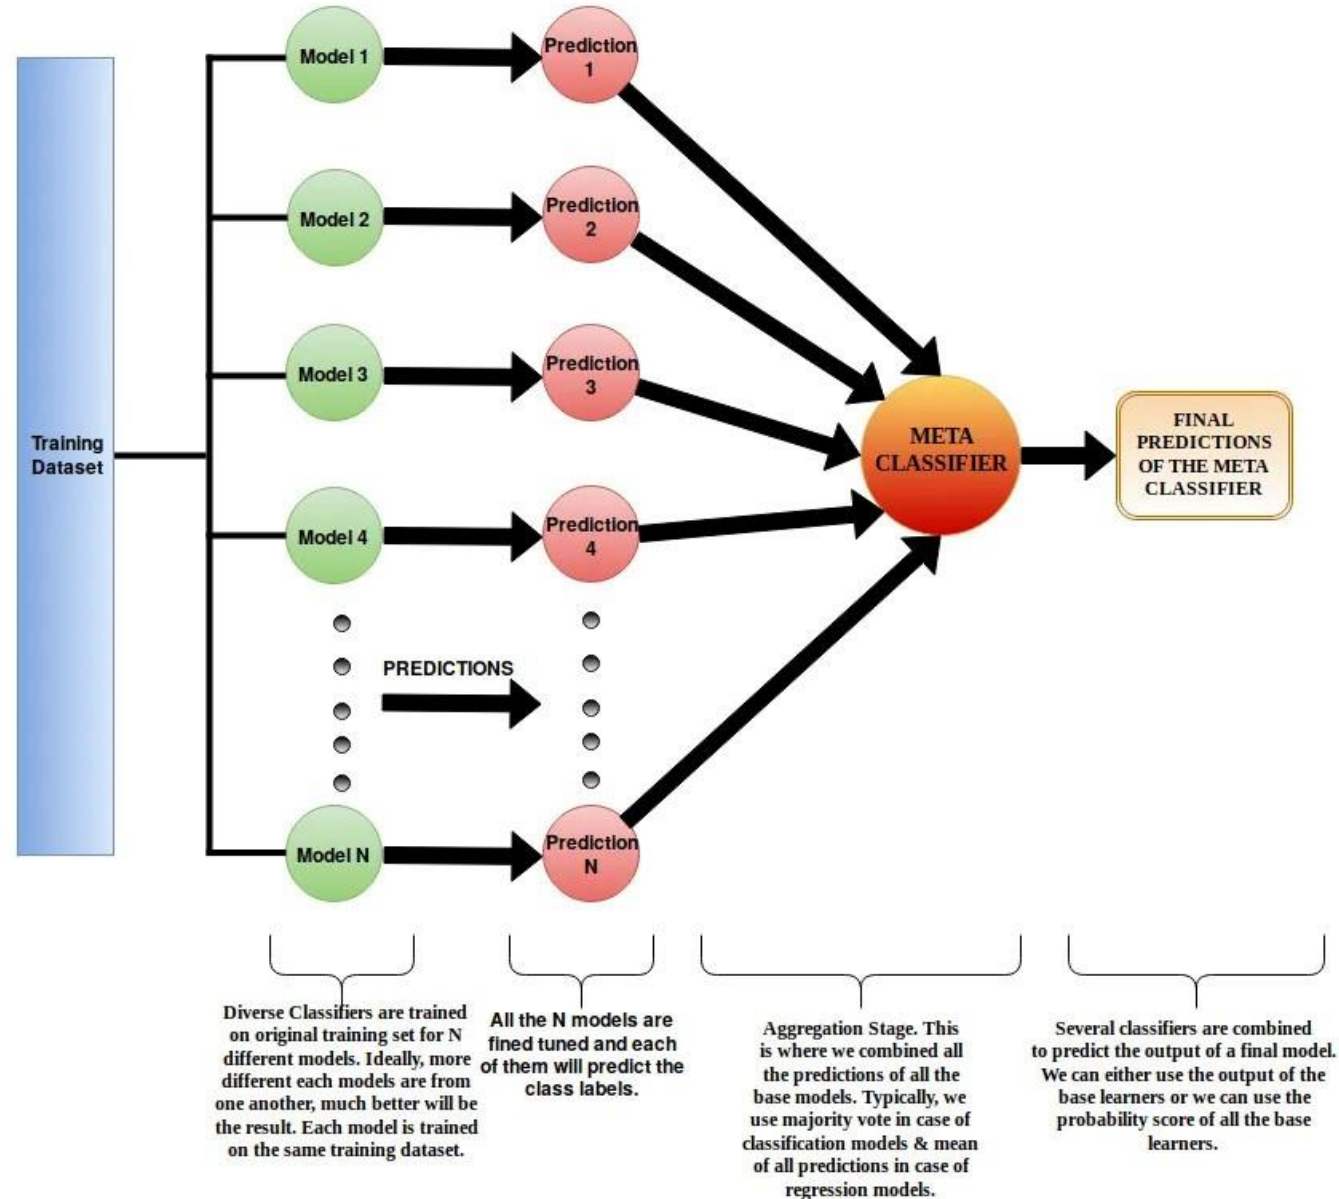 Training
Dataset
Model 1
Prediction
1
Model 2
Prediction
2
Model 3
Prediction
3
Model 4
Prediction
4
PREDICTIONS
Model N
Prediction
N
META
CLASSIFIER
FINAL
PREDICTIONS
OF THE META
CLASSIFIER
Diverse Classifiers are trained
on original training set for N
different models. Ideally, more
different each models are from
one another, much better will be
the result. Each model is trained
on the same training dataset.
All the N models are
fined tuned and each
of them will predict the
class labels.
Aggregation Stage. This
is where we combined all
the predictions of all the
base models. Typically, we
use majority vote in case of
classification models & mean
of all predictions in case of
regression models.
Several classifiers are combined
to predict the output of a final model.
We can either use the output of the
base learners or we can use the
probability score of all the base
learners.